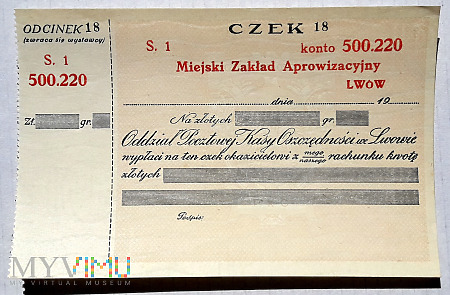 ODCINEK 18
(zwraca się wystawcy)
S. 1
500.220
Zł. gr.
CZEK 18
S. 1 konto 500.220
Miejski Zakład Aprowizacyjny
LWÓW
dnia 19
Na złotych gr.
Oddział Pocztowej Kasy Oszczędności we Lwowie
wypłaci na ten czek okazicielowi z mego/naszego rachunku kwotę
złotych
Podpis:
MYVIMU
MY VIRTUAL MUSEUM